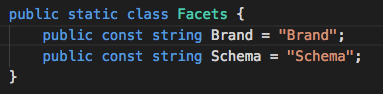 public static class Facets {
    public const string Brand = "Brand";
    public const string Schema = "Schema";
}